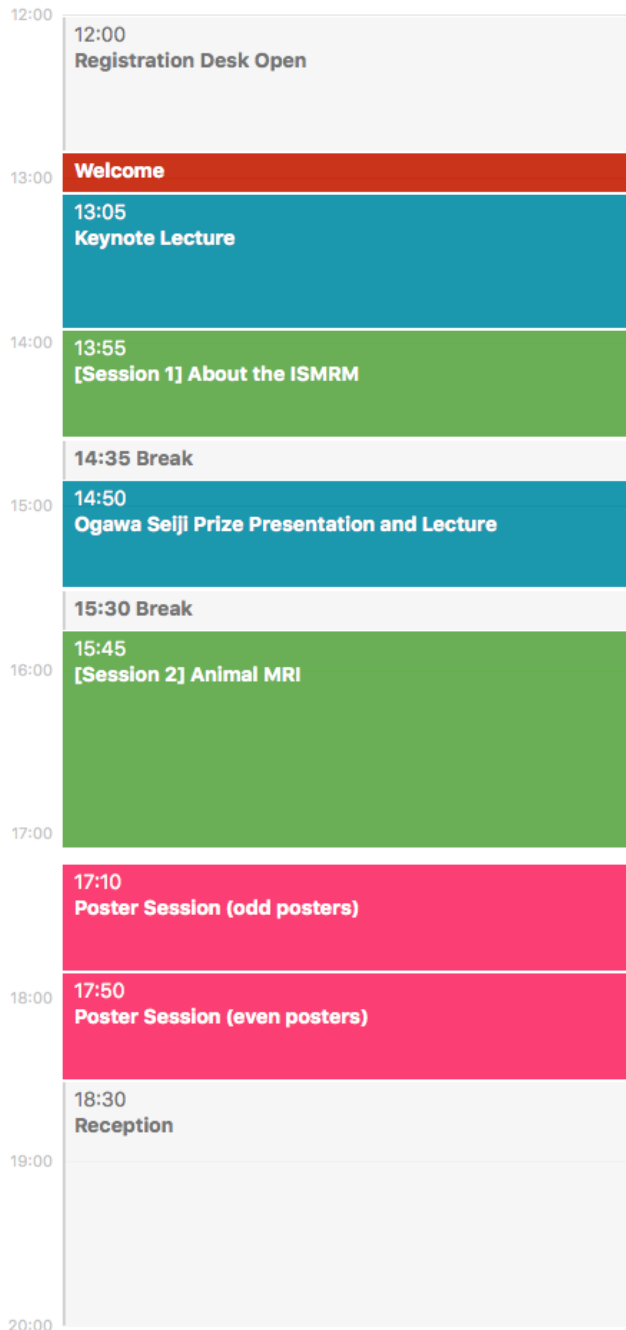 12:00
12:00
Registration Desk Open
Welcome
13:00
13:05
Keynote Lecture
14:00
13:55
[Session 1] About the ISMRM
14:35 Break
14:50
15:00
Ogawa Seiji Prize Presentation and Lecture
15:30 Break
15:45
16:00
[Session 2] Animal MRI
17:00
17:10
Poster Session (odd posters)
17:50
18:00
Poster Session (even posters)
18:30
Reception
19:00
20:00